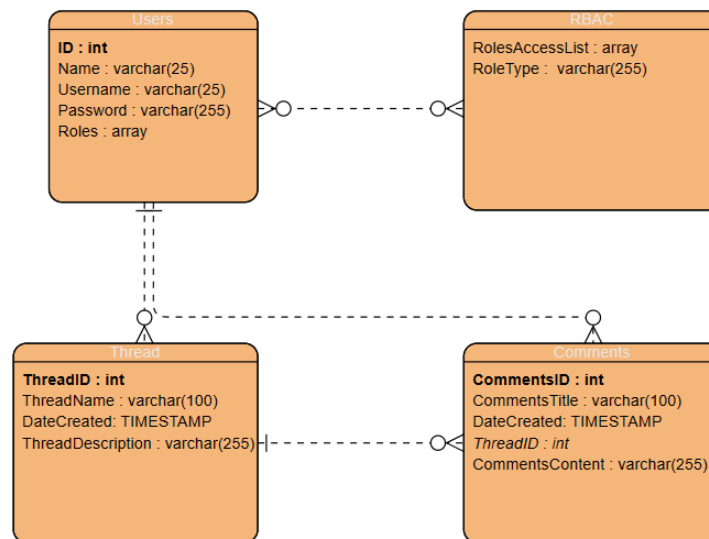 Users
ID : int
Name : varchar(25)
Username : varchar(25)
Password : varchar(255)
Roles : array
RBAC
RolesAccessList : array
RoleType :  varchar(255)
Thread
ThreadID : int
ThreadName : varchar(100)
DateCreated: TIMESTAMP
ThreadDescription : varchar(255)
Comments
CommentsID : int
CommentsTitle : varchar(100)
DateCreated: TIMESTAMP
ThreadID : int
CommentsContent : varchar(255)